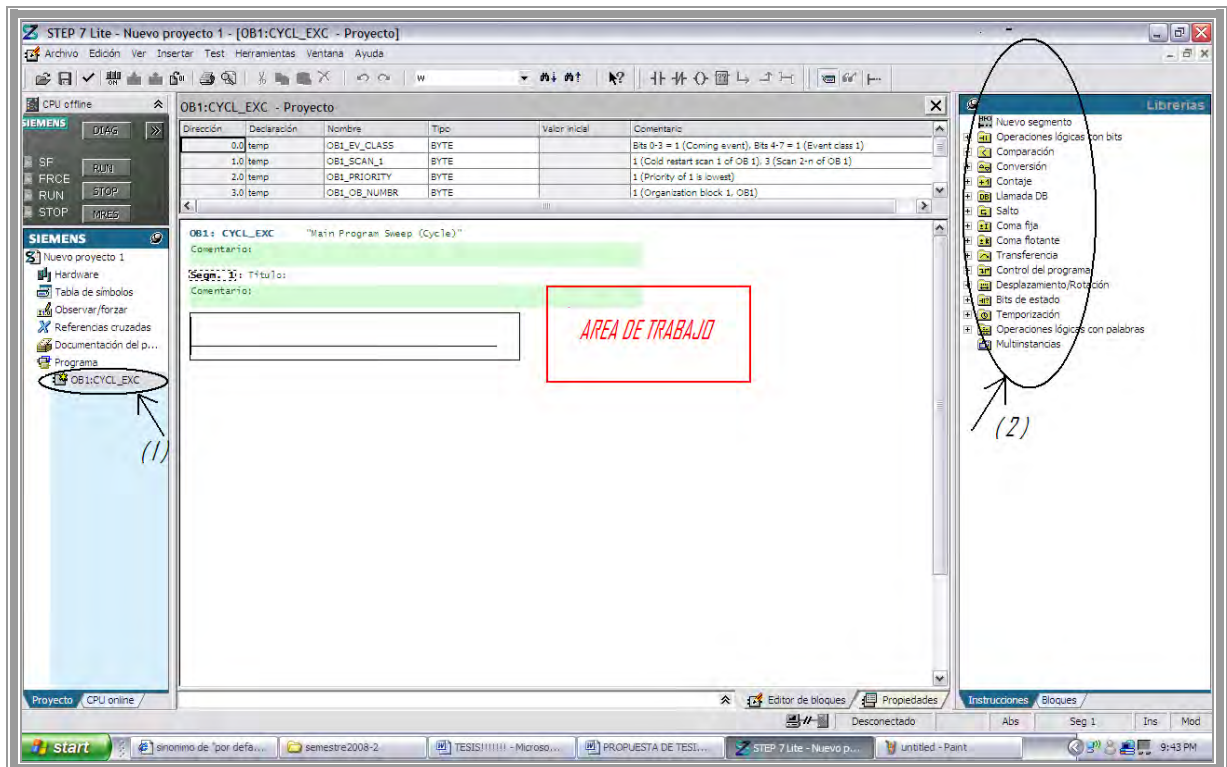 STEP 7 Lite - Nuevo proyecto 1 - [OB1:CYCL_EXC - Proyecto]
Archivo Edición Ver Insertar Test Herramientas Ventana Ayuda
CPU offline
SIEMENS
DIAG
SF
FRCE
RUN
STOP
RUN
STOP
MRES
SIEMENS
Nuevo proyecto 1
Hardware
Tabla de símbolos
Observar/forzar
Referencias cruzadas
Documentación del p...
Programa
OB1:CYCL_EXC
(1)
Proyecto CPU online
OB1:CYCL_EXC - Proyecto
Dirección Declaración Nombre Tipo Valor inicial Comentario
0.0 temp OB1_EV_CLASS BYTE Bits 0-3 = 1 (Coming event), Bits 4-7 = 1 (Event class 1)
1.0 temp OB1_SCAN_1 BYTE 1 (Cold restart scan 1 of OB 1), 3 (Scan 2-n of OB 1)
2.0 temp OB1_PRIORITY BYTE 1 (Priority of 1 is lowest)
3.0 temp OB1_OB_NUMBR BYTE 1 (Organization block 1, OB1)
OB1: CYCL_EXC "Main Program Sweep (Cycle)"
Comentario:
Segm. 1: Título:
Comentario:
AREA DE TRABAJO
Editor de bloques Propiedades
Librerías
Nuevo segmento
Operaciones lógicas con bits
Comparación
Conversión
Contaje
Llamada DB
Salto
Coma fija
Coma flotante
Transferencia
Control del programa
Desplazamiento/Rotación
Bits de estado
Temporización
Operaciones lógicas con palabras
Multiinstancias
(2)
Instrucciones Bloques
Desconectado Abs Seg 1 Ins Mod
start sinonimo de "por defa... semestre2008-2 TESIS!!!!!! - Microso... PROPUESTA DE TESI... STEP 7 Lite - Nuevo p... untitled - Paint 9:43 PM